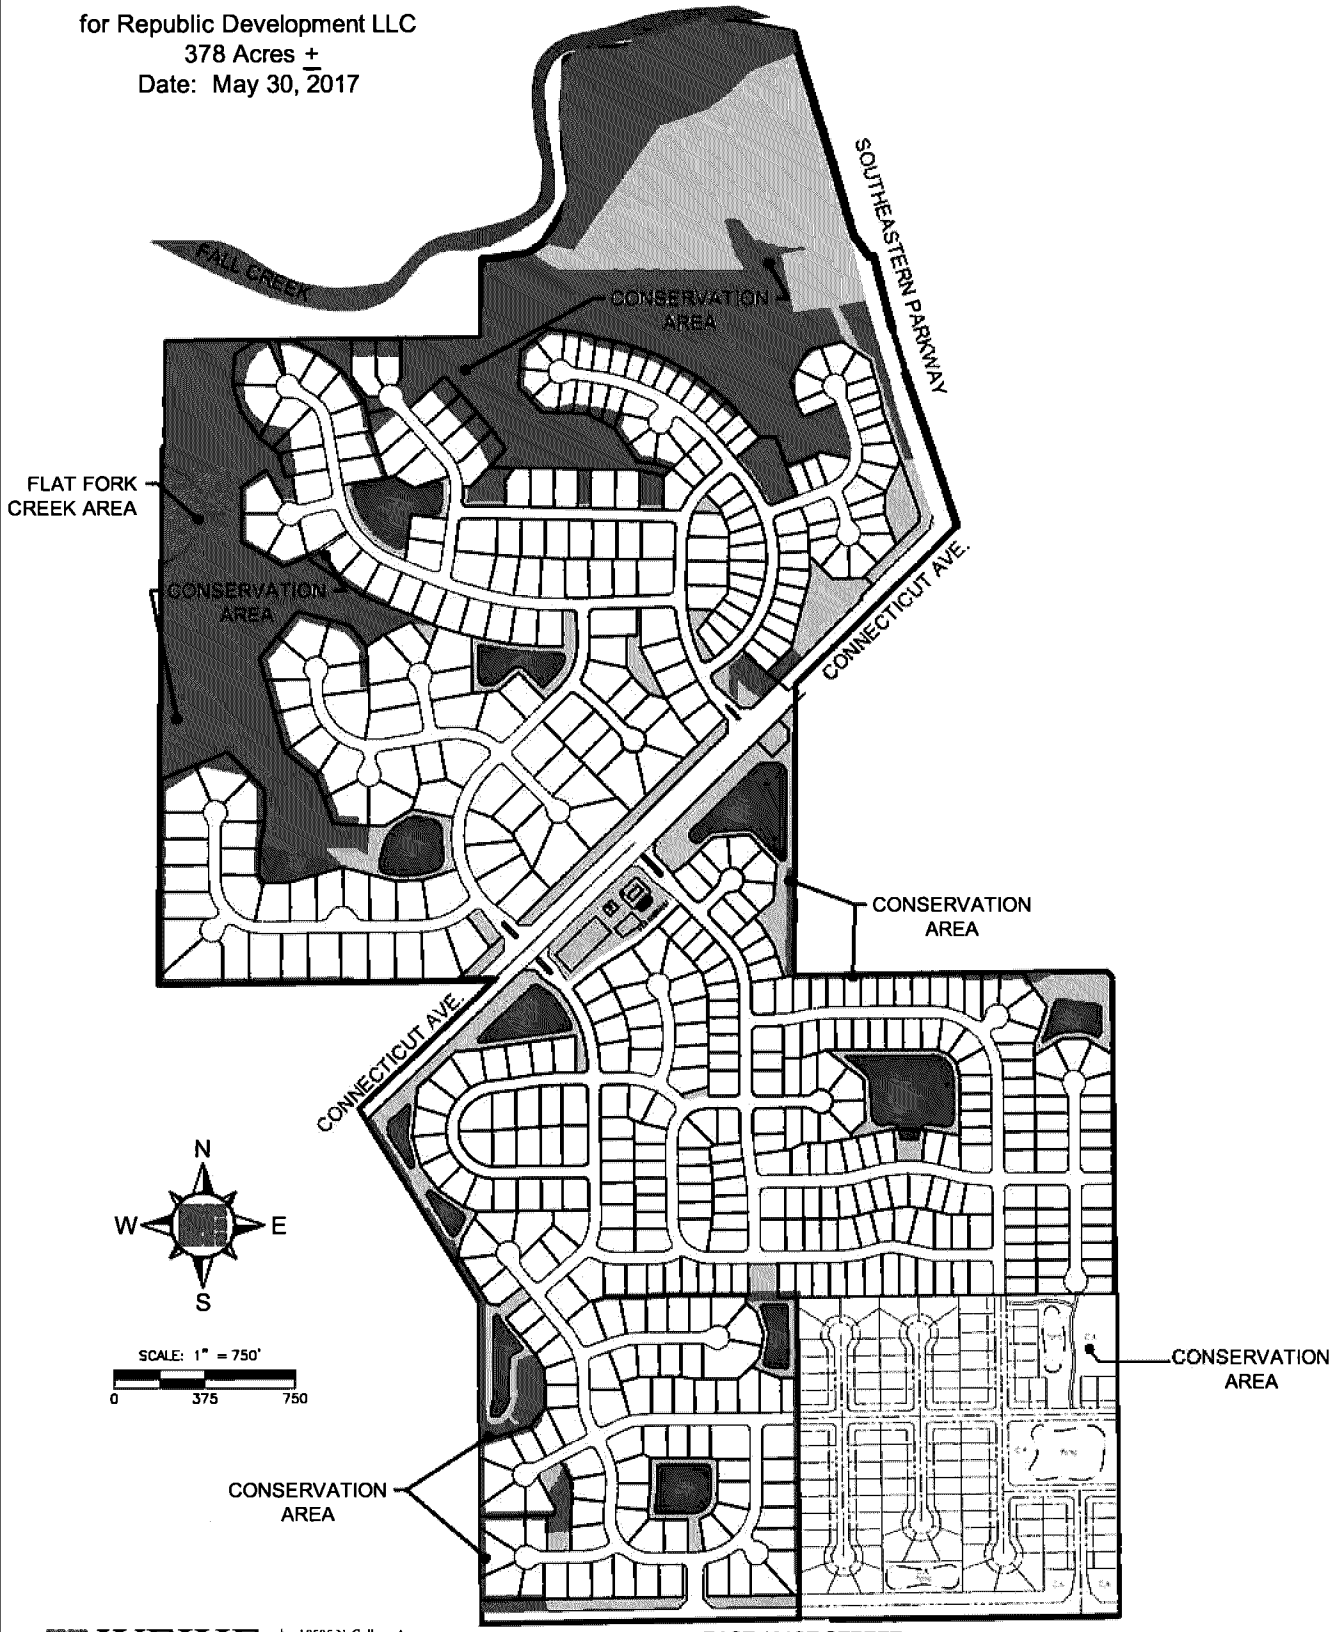 for Republic Development LLC
378 Acres ±
Date: May 30, 2017
SOUTHEASTERN PARKWAY
FALL CREEK
CONSERVATION
AREA
FLAT FORK
CREEK AREA
CONSERVATION
AREA
CONNECTICUT AVE.
CONSERVATION
AREA
CONNECTICUT AVE.
N
W
E
S
SCALE: 1" = 750'
0 375 750
CONSERVATION
AREA
CONSERVATION
AREA